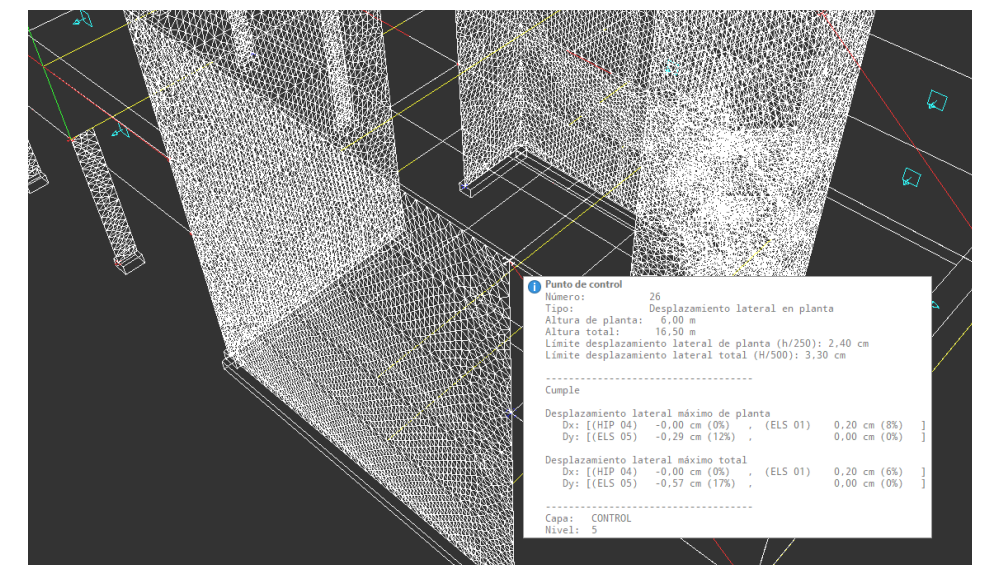 Punto de control
Número: 26
Tipo: Desplazamiento lateral en planta
Altura de planta: 6,00 m
Altura total: 16,50 m
Límite desplazamiento lateral de planta (h/250): 2,40 cm
Límite desplazamiento lateral total (H/500): 3,30 cm
-----------------------------------
Cumple
Desplazamiento lateral máximo de planta
Dx: [(HIP 04) -0,00 cm (0%) , (ELS 01) 0,20 cm (8%) ]
Dy: [(ELS 05) -0,29 cm (12%) , 0,00 cm (0%) ]
Desplazamiento lateral máximo total
Dx: [(HIP 04) -0,00 cm (0%) , (ELS 01) 0,20 cm (6%) ]
Dy: [(ELS 05) -0,57 cm (17%) , 0,00 cm (0%) ]
-----------------------------------
Capa: CONTROL
Nivel: 5